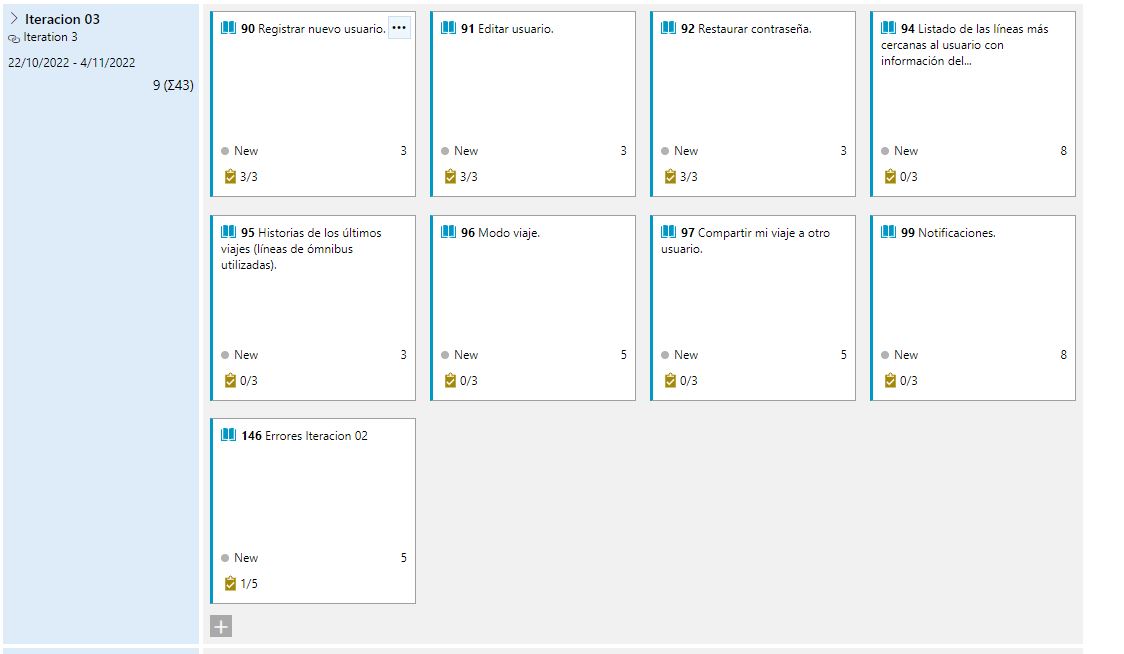 Iteracion 03
Iteration 3
22/10/2022 - 4/11/2022
9 (Σ43)
90 Registrar nuevo usuario.
New 3
3/3
91 Editar usuario.
New 3
3/3
92 Restaurar contraseña.
New 3
3/3
94 Listado de las líneas más
cercanas al usuario con
información del...
New 8
0/3
95 Historias de los últimos
viajes (líneas de ómnibus
utilizadas).
New 3
0/3
96 Modo viaje.
New 5
0/3
97 Compartir mi viaje a otro
usuario.
New 5
0/3
99 Notificaciones.
New 8
0/3
146 Errores Iteracion 02
New 5
1/5